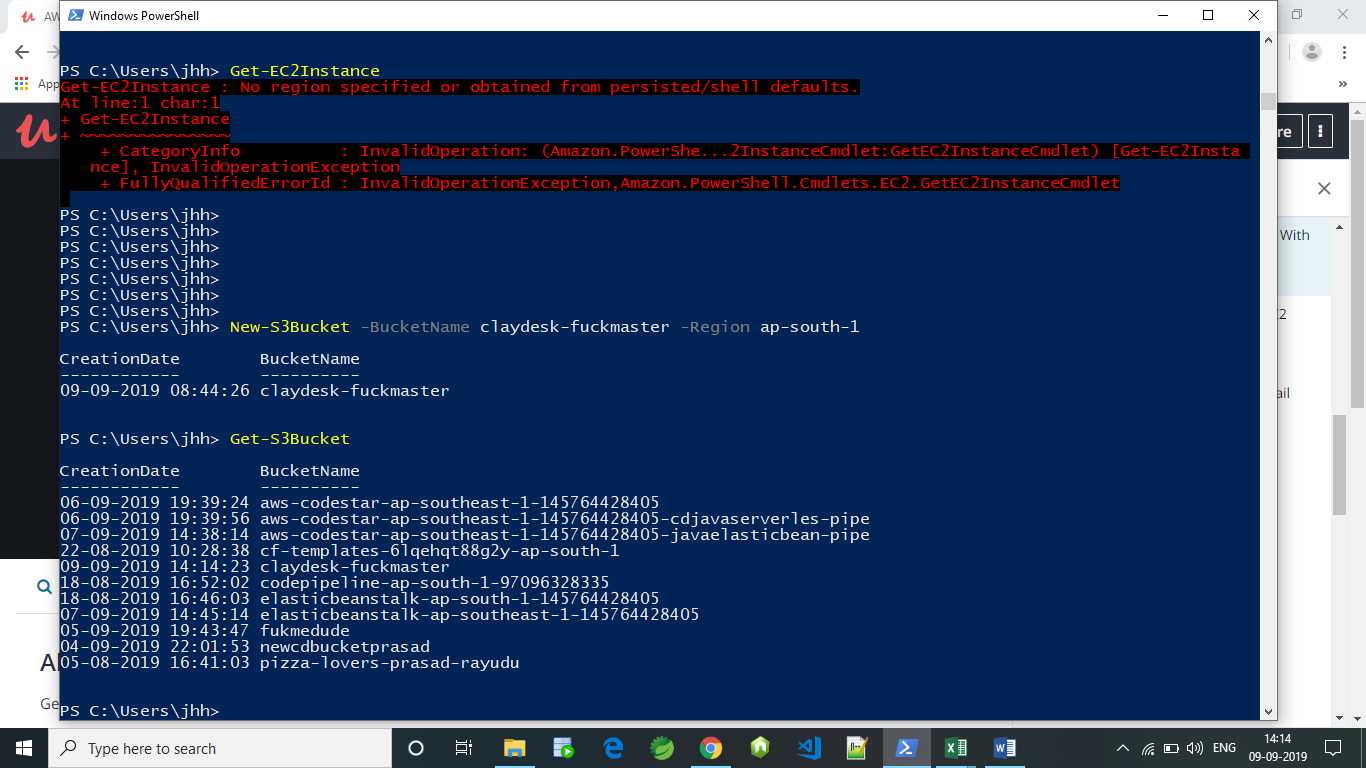 AW
Windows PowerShell
App
»
re
PS C:\Users\jhh> Get-EC2Instance
Get-EC2Instance : No region specified or obtained from persisted/shell defaults.
At line:1 char:1
+ Get-EC2Instance
+ ~~~~~~~~~~~~~~~
    + CategoryInfo          : InvalidOperation: (Amazon.PowerShe...2InstanceCmdlet:GetEC2InstanceCmdlet) [Get-EC2Insta
   nce], InvalidOperationException
    + FullyQualifiedErrorId : InvalidOperationException,Amazon.PowerShell.Cmdlets.EC2.GetEC2InstanceCmdlet
PS C:\Users\jhh>
PS C:\Users\jhh>
PS C:\Users\jhh>
PS C:\Users\jhh>
PS C:\Users\jhh>
PS C:\Users\jhh>
PS C:\Users\jhh>
PS C:\Users\jhh> New-S3Bucket -BucketName claydesk-fuckmaster -Region ap-south-1
CreationDate        BucketName
------------        ----------
09-09-2019 08:44:26 claydesk-fuckmaster
PS C:\Users\jhh> Get-S3Bucket
CreationDate        BucketName
------------        ----------
06-09-2019 19:39:24 aws-codestar-ap-southeast-1-145764428405
06-09-2019 19:39:56 aws-codestar-ap-southeast-1-145764428405-cdjavaserverles-pipe
07-09-2019 14:38:14 aws-codestar-ap-southeast-1-145764428405-javaelasticbean-pipe
22-08-2019 10:28:38 cf-templates-6lqehqt88g2y-ap-south-1
09-09-2019 14:14:23 claydesk-fuckmaster
18-08-2019 16:52:02 codepipeline-ap-south-1-97096328335
18-08-2019 16:46:03 elasticbeanstalk-ap-south-1-145764428405
07-09-2019 14:45:14 elasticbeanstalk-ap-southeast-1-145764428405
05-09-2019 19:43:47 fukmedude
04-09-2019 22:01:53 newcdbucketprasad
05-08-2019 16:41:03 pizza-lovers-prasad-rayudu
PS C:\Users\jhh>
With
C2
ail
Al
Ge
Type here to search
ENG
14:14
09-09-2019